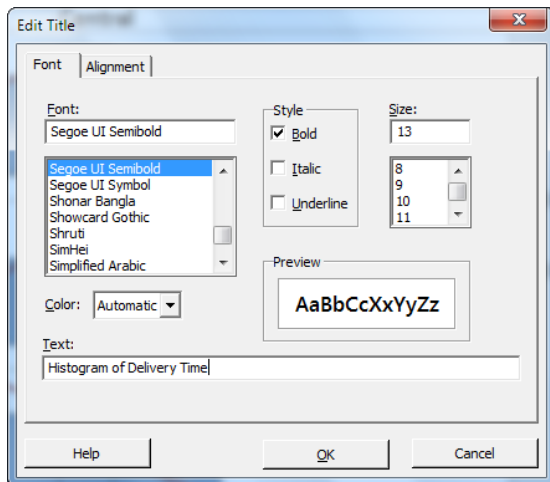 Edit Title
Font
Alignment
Font:
Segoe UI Semibold
Segoe UI Semibold
Segoe UI Symbol
Shonar Bangla
Showcard Gothic
Shruti
SimHei
Simplified Arabic
Style
Bold
Italic
Underline
Size:
13
8
9
10
11
Color:
Automatic
Preview
AaBbCcXxYyZz
Text:
Histogram of Delivery Time
Help
OK
Cancel